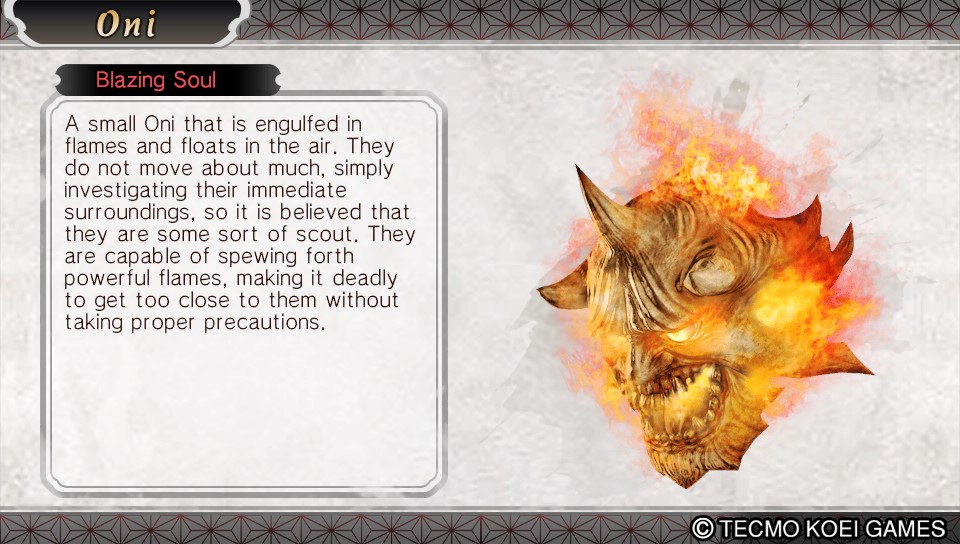 Oni
Blazing Soul
A small Oni that is engulfed in
flames and floats in the air. They
do not move about much, simply
investigating their immediate
surroundings, so it is believed that
they are some sort of scout. They
are capable of spewing forth
powerful flames, making it deadly
to get too close to them without
taking proper precautions.
© TECMO KOEI GAMES